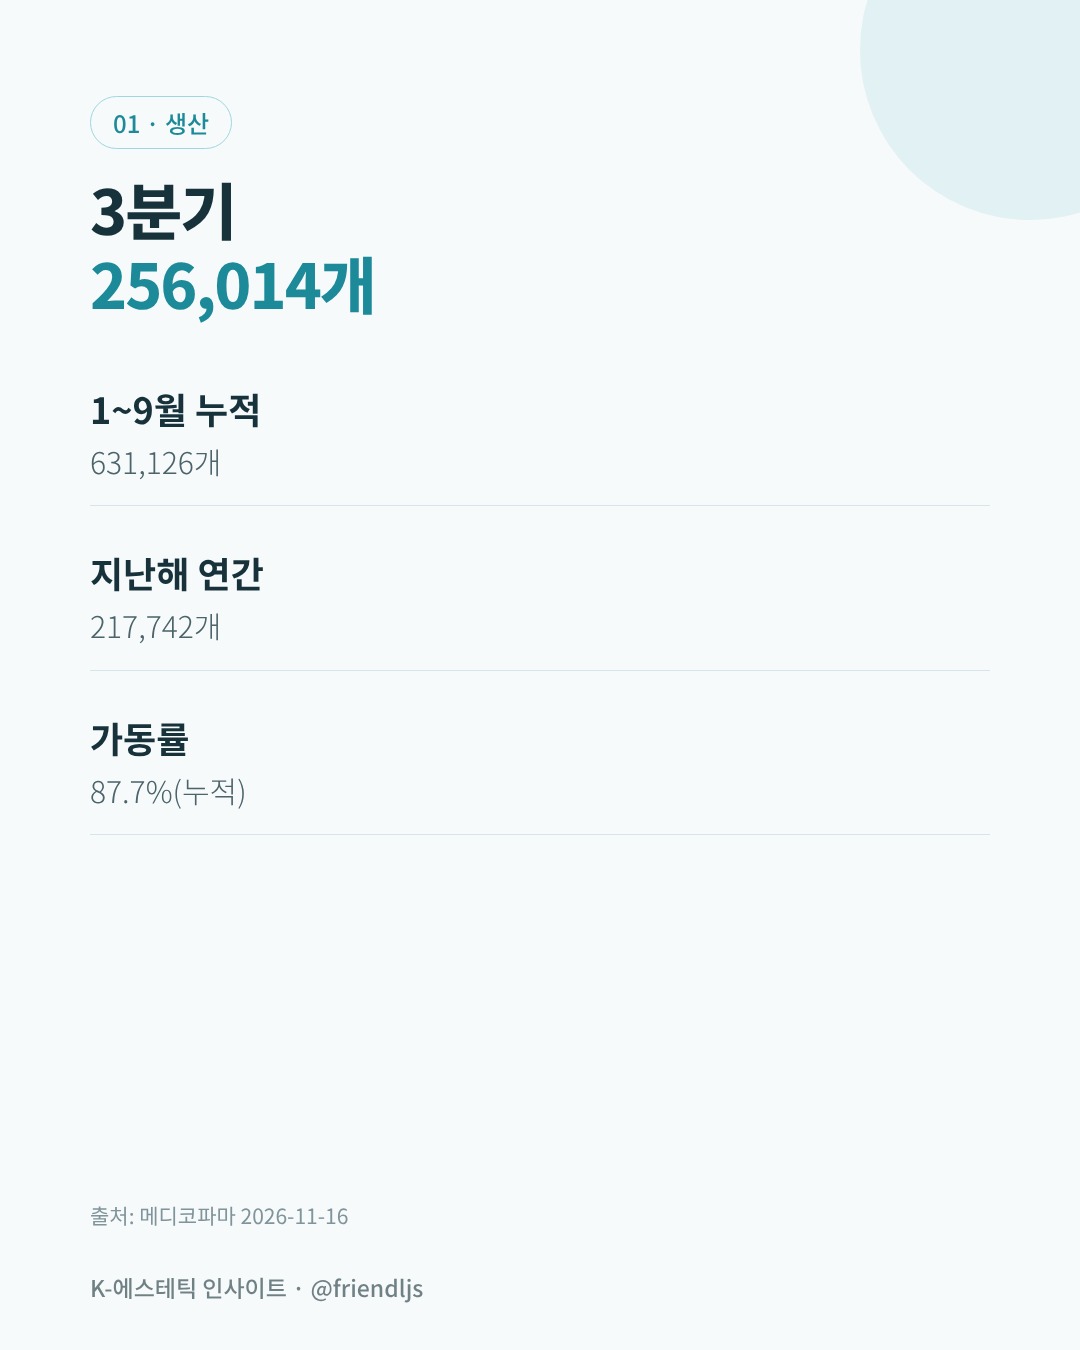 01 · 생산
3분기
256,014개
1~9월 누적
631,126개
지난해 연간
217,742개
가동률
87.7%(누적)
출처: 메디코파마 2026-11-16
K-에스테틱 인사이트 · @friendljs